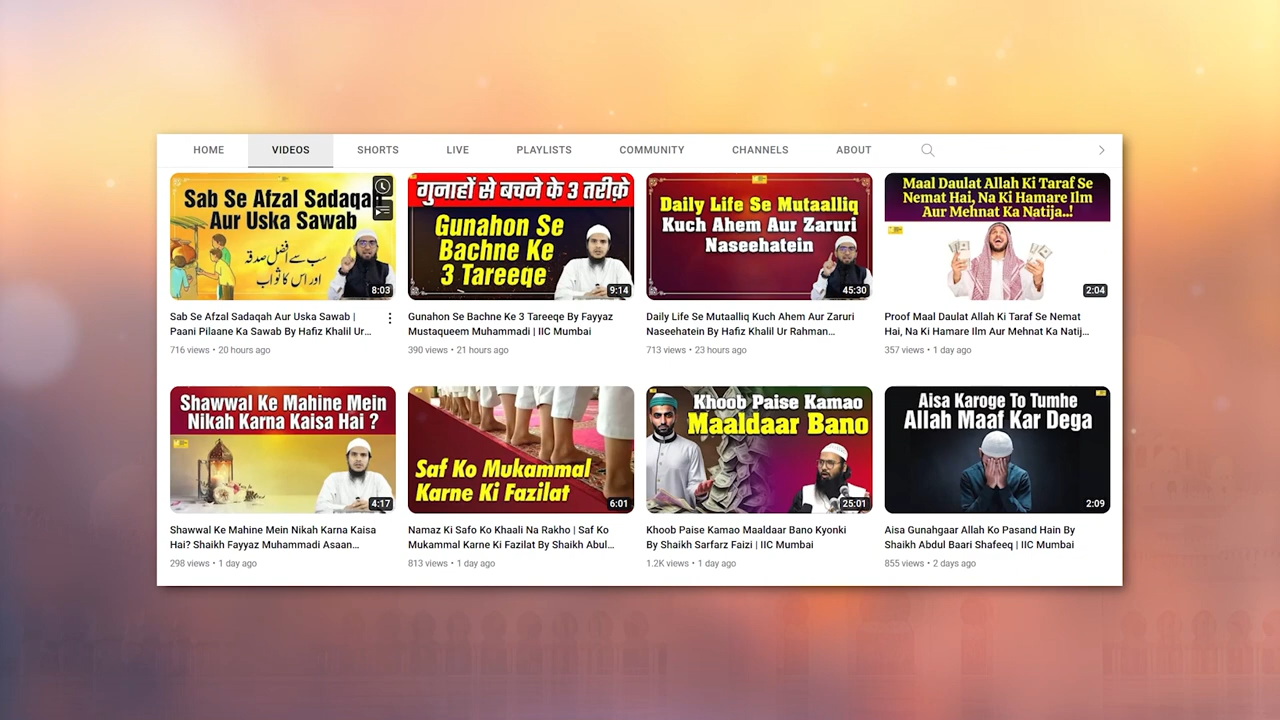 HOME
VIDEOS
SHORTS
LIVE
PLAYLISTS
COMMUNITY
CHANNELS
ABOUT
Sab Se Afzal Sadaqah
Aur Uska Sawab
سب سے افضل صدقہ
اور اس کا ثواب
8:03
गुनाहों से बचने के 3 तरीक़े
Gunahon Se
Bachne Ke
3 Tareeqe
9:14
Daily Life Se Mutaalliq
Kuch Ahem Aur Zaruri
Naseehatein
45:30
Maal Daulat Allah Ki Taraf Se
Nemat Hai, Na Ki Hamare Ilm
Aur Mehnat Ka Natija..!
2:04
Sab Se Afzal Sadaqah Aur Uska Sawab |
Paani Pilaane Ka Sawab By Hafiz Khalil Ur...
716 views • 20 hours ago
Gunahon Se Bachne Ke 3 Tareeqe By Fayyaz
Mustaqueem Muhammadi | IIC Mumbai
390 views • 21 hours ago
Daily Life Se Mutaalliq Kuch Ahem Aur Zaruri
Naseehatein By Hafiz Khalil Ur Rahman...
713 views • 23 hours ago
Proof Maal Daulat Allah Ki Taraf Se Nemat
Hai, Na Ki Hamare Ilm Aur Mehnat Ka Natij...
357 views • 1 day ago
Shawwal Ke Mahine Mein
Nikah Karna Kaisa Hai ?
4:17
Saf Ko Mukammal
Karne Ki Fazilat
6:01
Khoob Paise Kamao
Maaldaar Bano
25:01
Aisa Karoge To Tumhe
Allah Maaf Kar Dega
2:09
Shawwal Ke Mahine Mein Nikah Karna Kaisa
Hai? Shaikh Fayyaz Muhammadi Asaan...
298 views • 1 day ago
Namaz Ki Safo Ko Khaali Na Rakho | Saf Ko
Mukammal Karne Ki Fazilat By Shaikh Abul...
813 views • 1 day ago
Khoob Paise Kamao Maaldaar Bano Kyonki
By Shaikh Sarfarz Faizi | IIC Mumbai
1.2K views • 1 day ago
Aisa Gunahgaar Allah Ko Pasand Hain By
Shaikh Abdul Baari Shafeeq | IIC Mumbai
855 views • 2 days ago